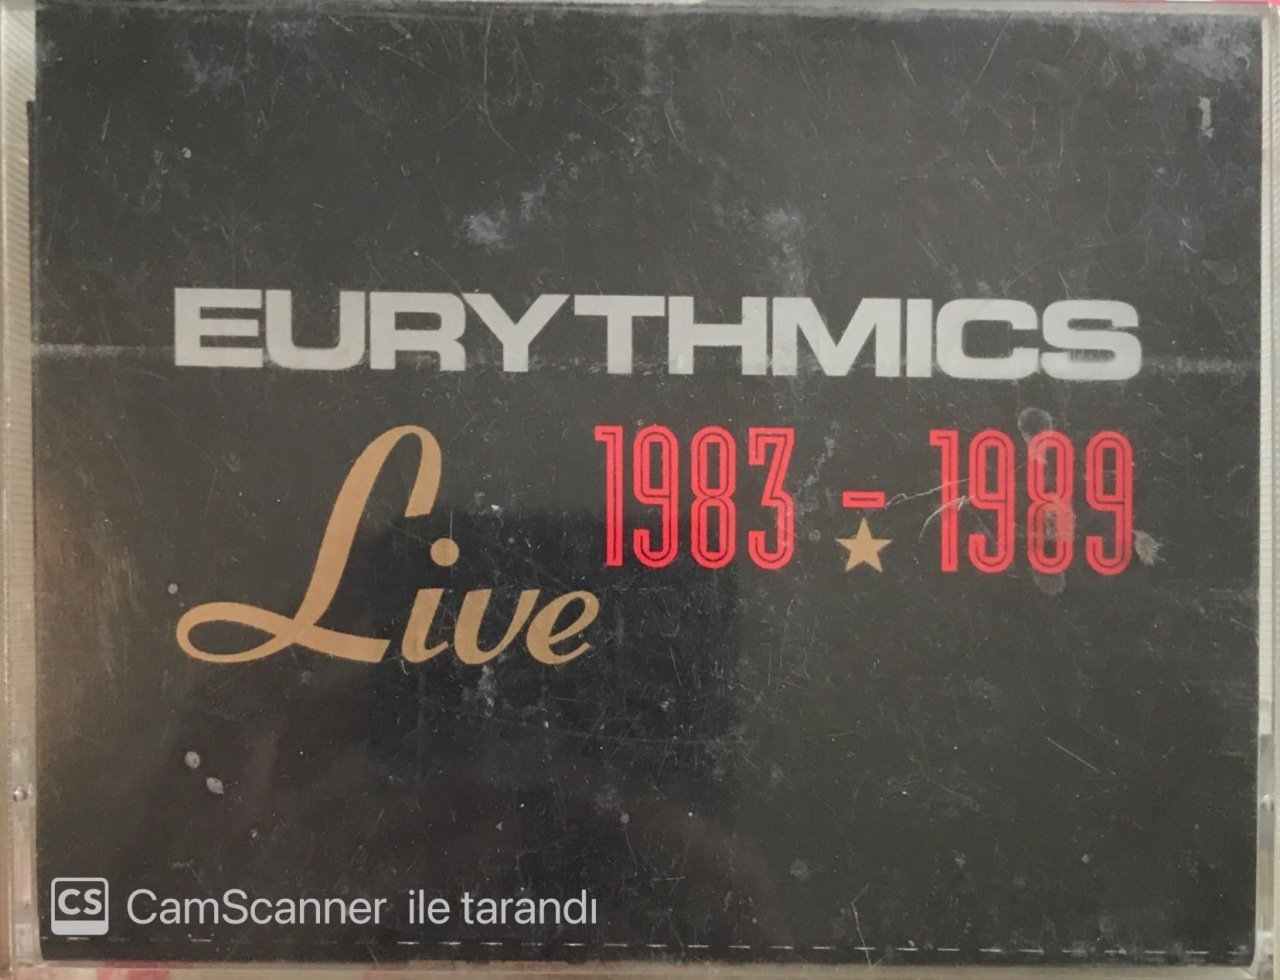 EURYTHMICS
Live 1983 - 1989
CS CamScanner ile tarandı